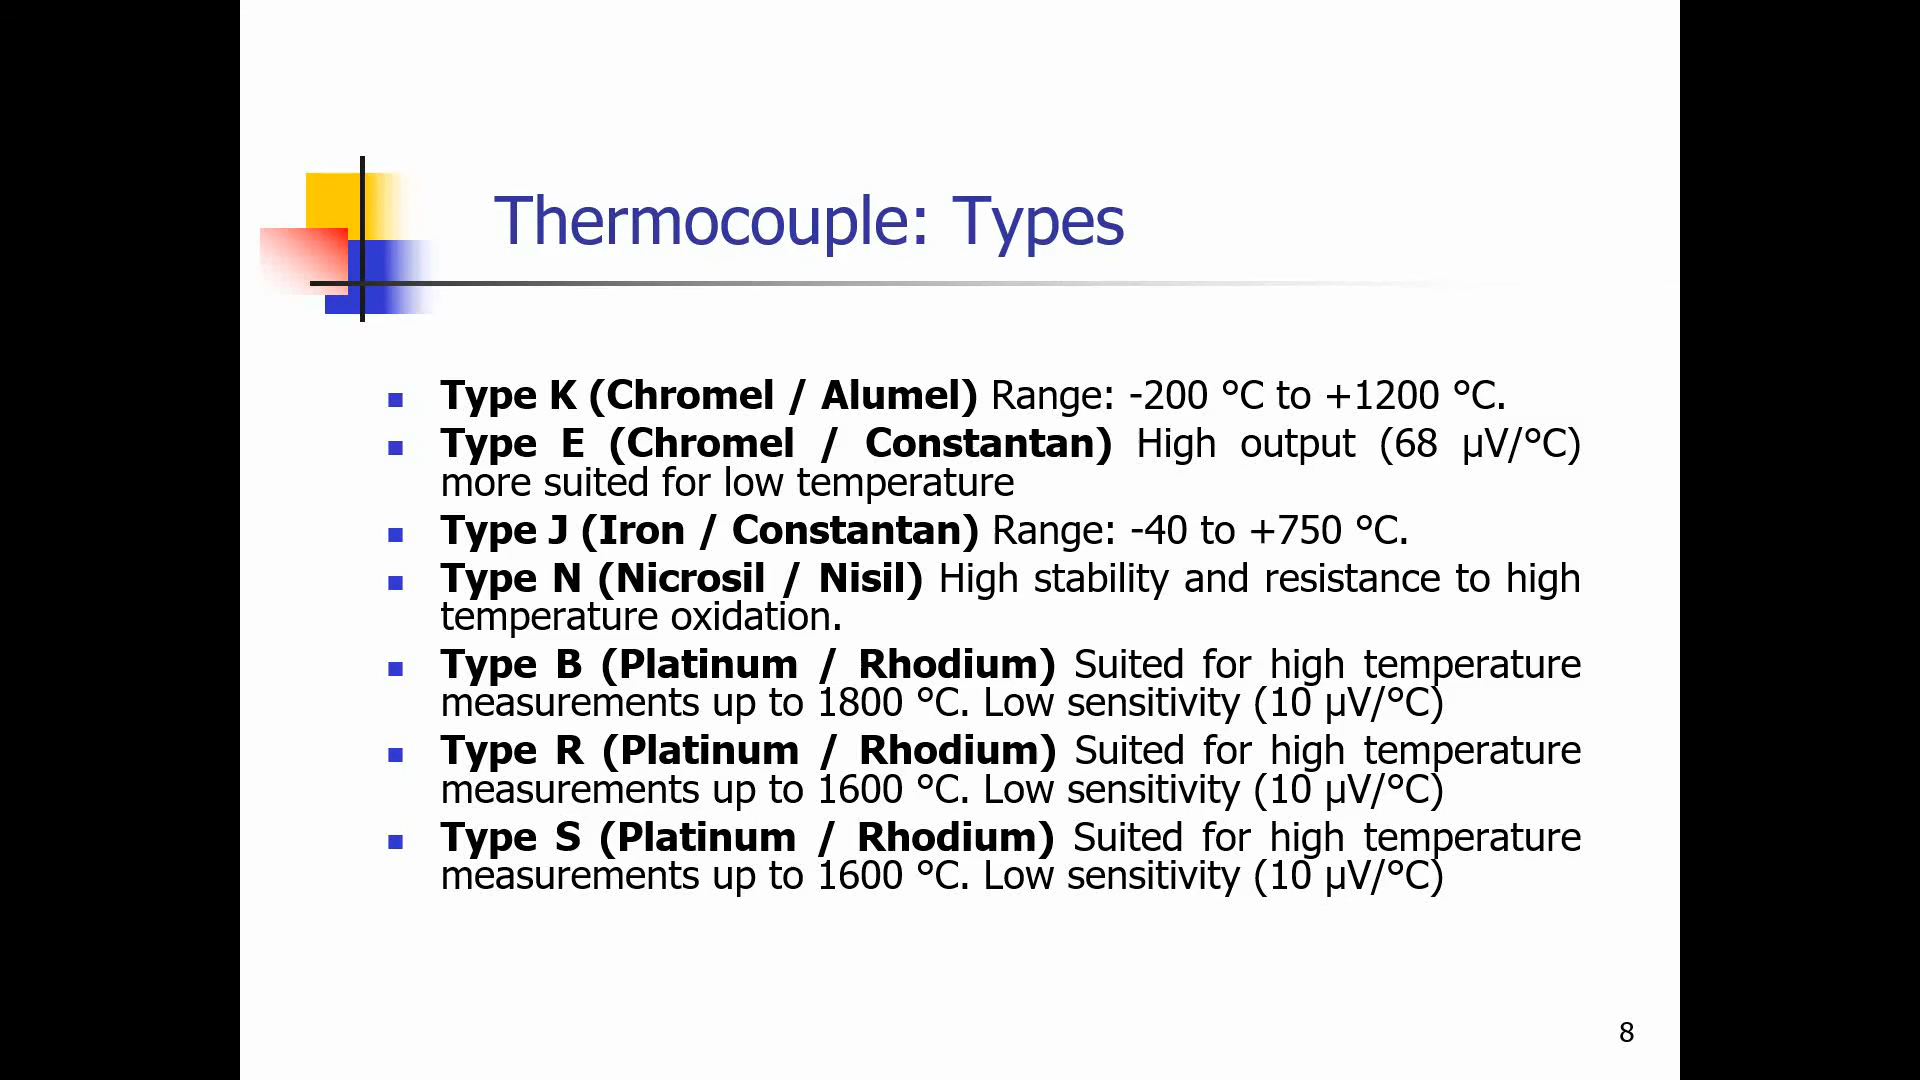 Thermocouple: Types
Type K (Chromel / Alumel) Range: -200 °C to +1200 °C.
Type E (Chromel / Constantan) High output (68 µV/°C)
more suited for low temperature
Type J (Iron / Constantan) Range: -40 to +750 °C.
Type N (Nicrosil / Nisil) High stability and resistance to high
temperature oxidation.
Type B (Platinum / Rhodium) Suited for high temperature
measurements up to 1800 °C. Low sensitivity (10 µV/°C)
Type R (Platinum / Rhodium) Suited for high temperature
measurements up to 1600 °C. Low sensitivity (10 µV/°C)
Type S (Platinum / Rhodium) Suited for high temperature
measurements up to 1600 °C. Low sensitivity (10 µV/°C)
8